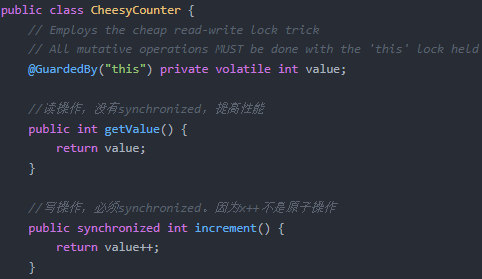 public class CheesyCounter {
// Employs the cheap read-write lock trick
// All mutative operations MUST be done with the 'this' lock held
@GuardedBy("this") private volatile int value;
//读操作，没有synchronized，提高性能
public int getValue() {
return value;
}
//写操作，必须synchronized。因为x++不是原子操作
public synchronized int increment() {
return value++;
}